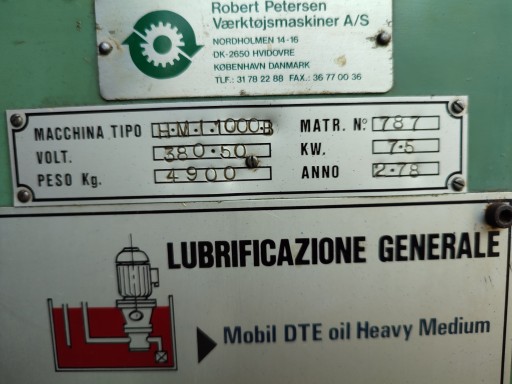 Robert Petersen
Værktøjsmaskiner A/S
NORDHOLMEN 14-16
DK-2650 HVIDOVRE
KØBENHAVN DANMARK
TLF.: 31 78 22 88 FAX.: 36 77 00 36
MACCHINA TIPO H·M·I·1000·B MATR. Nº 787
VOLT. 380·50 KW. 7·5
PESO Kg. 4900 ANNO 2-78
LUBRIFICAZIONE GENERALE
Mobil DTE oil Heavy Medium